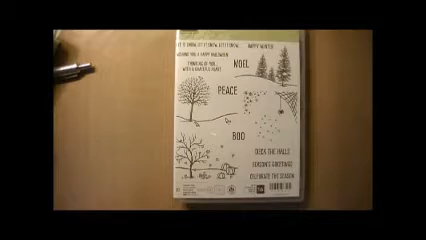 LET IT SNOW, LET IT SNOW, LET IT SNOW.
HAPPY WINTER
WISHING YOU A HAPPY HALLOWEEN
THINKING OF YOU...
WITH A GRATEFUL HEART
NOEL
PEACE
BOO
DECK THE HALLS
SEASON'S GREETINGS
CELEBRATE THE SEASON